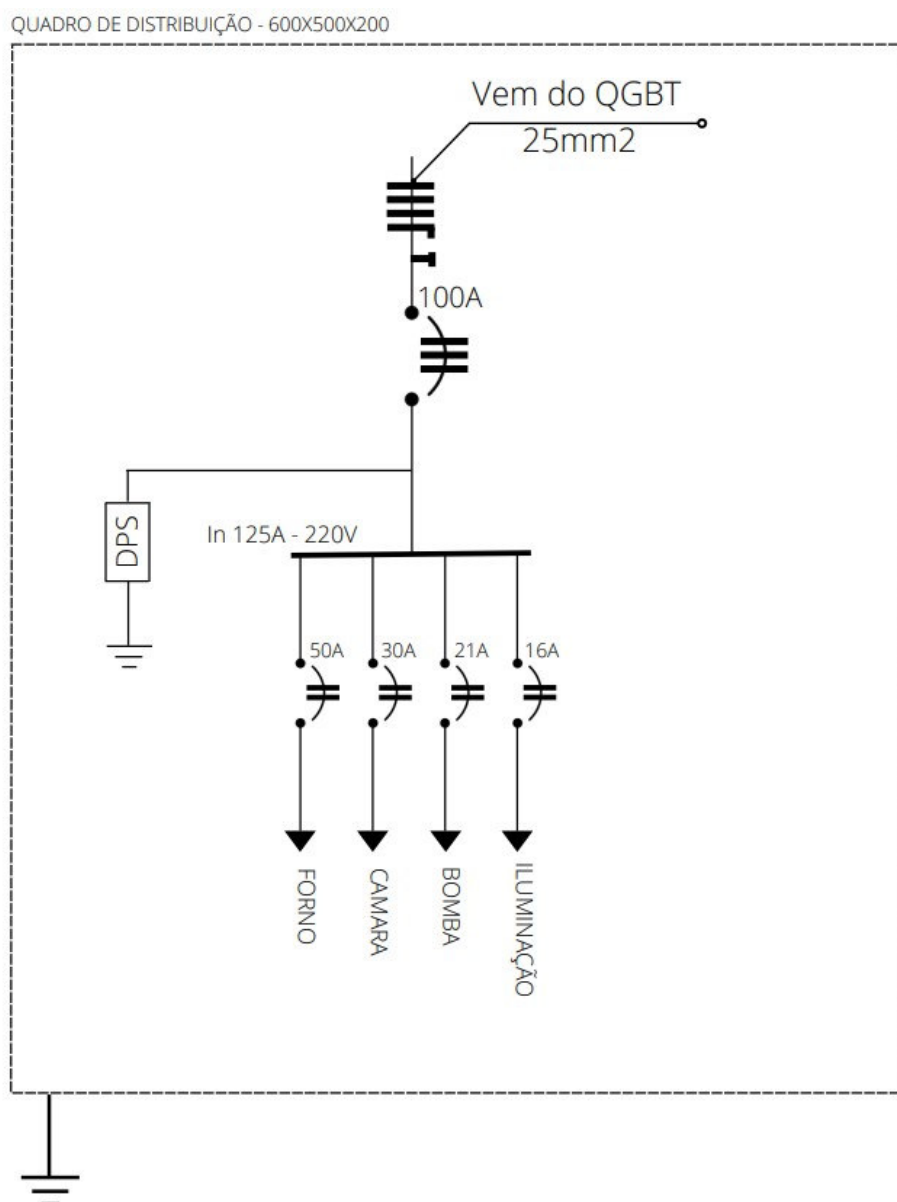 QUADRO DE DISTRIBUIÇÃO - 600X500X200
Vem do QGBT
25mm2
100A
DPS
In 125A - 220V
50A
30A
21A
16A
FORNO
CAMARA
BOMBA
ILUMINAÇÃO